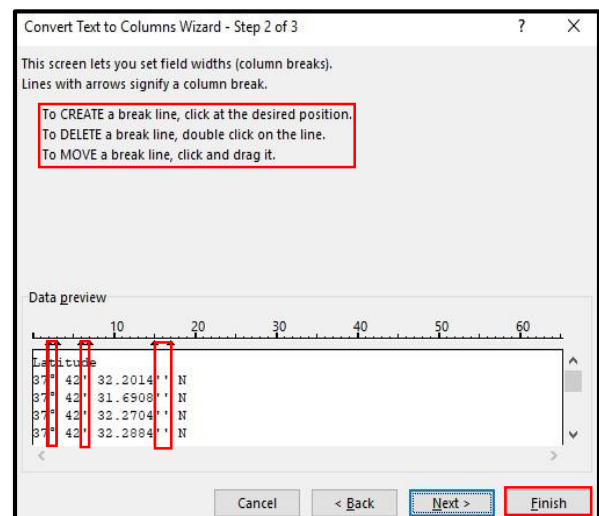 Convert Text to Columns Wizard - Step 2 of 3 ? X
This screen lets you set field widths (column breaks).
Lines with arrows signify a column break.
To CREATE a break line, click at the desired position.
To DELETE a break line, double click on the line.
To MOVE a break line, click and drag it.
Data preview
10 20 30 40 50 60
Latitude
37° 42' 32.2014'' N
37° 42' 31.6908'' N
37° 42' 32.2704'' N
37° 42' 32.2884'' N
Cancel < Back Next > Finish